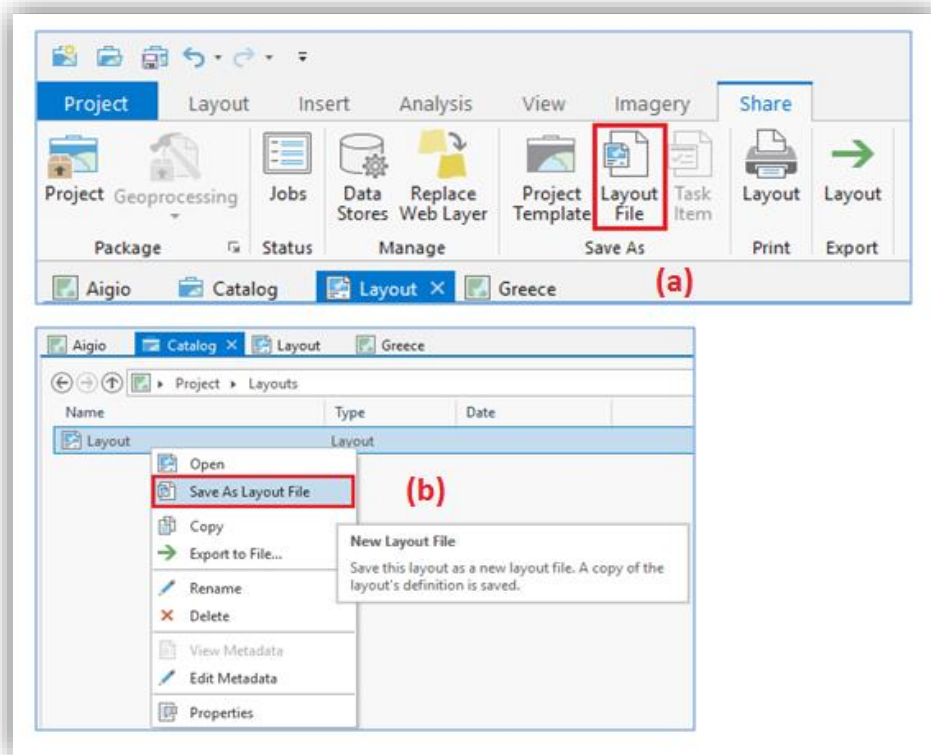 Project Layout Insert Analysis View Imagery Share
Project Geoprocessing Jobs Data Stores Replace Web Layer Project Template Layout File Task Item Layout Layout
Package Status Manage Save As Print Export
Aigio Catalog Layout Greece (a)
Aigio Catalog Layout Greece
Project Layouts
Name Type Date
Layout Layout
Open
Save As Layout File (b)
Copy
New Layout File
Export to File...
Save this layout as a new layout file. A copy of the
layout's definition is saved.
Rename
Delete
View Metadata
Edit Metadata
Properties